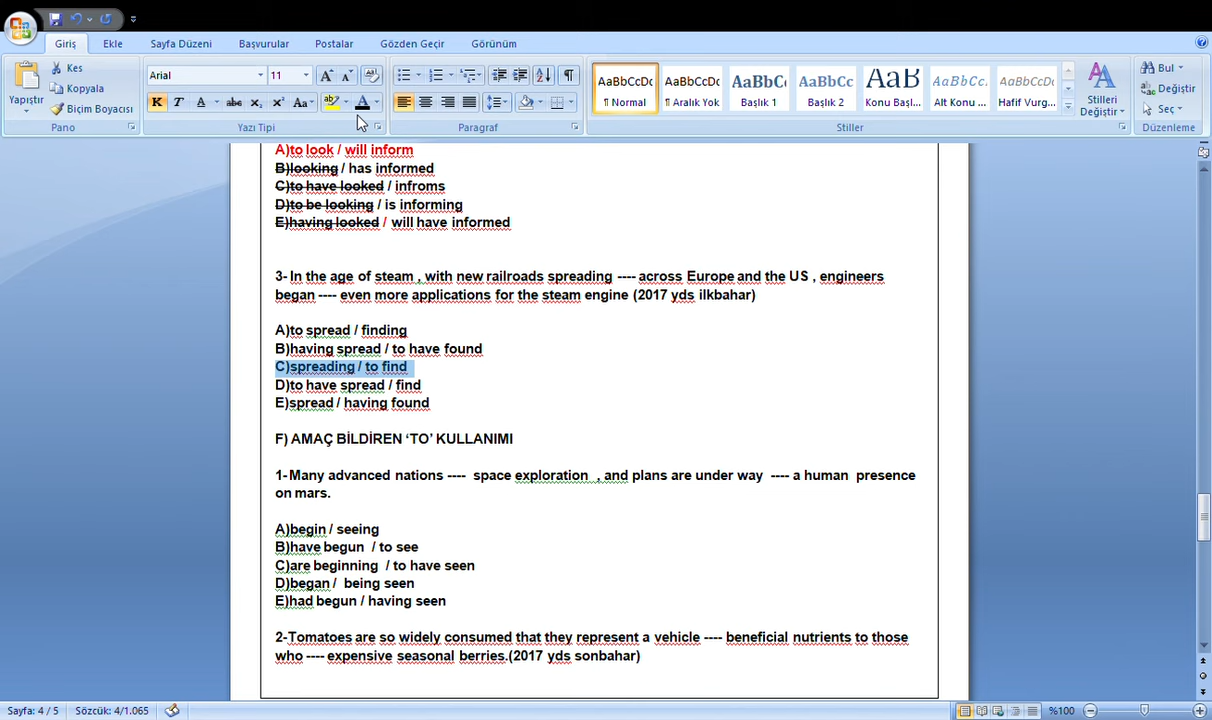 Giriş Ekle Sayfa Düzeni Başvurular Postalar Gözden Geçir Görünüm
Yapıştır
Kes
Kopyala
Biçim Boyacısı
Pano
Arial 11
K T A abc x₂ x² Aa
Yazı Tipi
Paragraf
AaBbCcDc
¶ Normal
AaBbCcDc
¶ Aralık Yok
AaBbCc
Başlık 1
AaBbCc
Başlık 2
AaB
Konu Başl...
AaBbCcDc
Alt Konu ...
AaBbCcDc
Hafif Vurg...
Stilleri
Değiştir
Stiller
Bul
Değiştir
Seç
Düzenleme
A)to look / will inform
B)looking / has informed
C)to have looked / infroms
D)to be looking / is informing
E)having looked / will have informed
3- In the age of steam , with new railroads spreading ---- across Europe and the US , engineers
began ---- even more applications for the steam engine (2017 yds ilkbahar)
A)to spread / finding
B)having spread / to have found
C)spreading / to find
D)to have spread / find
E)spread / having found
F) AMAÇ BİLDİREN ‘TO’ KULLANIMI
1- Many advanced nations ---- space exploration , and plans are under way ---- a human presence
on mars.
A)begin / seeing
B)have begun / to see
C)are beginning / to have seen
D)began / being seen
E)had begun / having seen
2-Tomatoes are so widely consumed that they represent a vehicle ---- beneficial nutrients to those
who ---- expensive seasonal berries.(2017 yds sonbahar)
Sayfa: 4 / 5 Sözcük: 4/1.065 %100